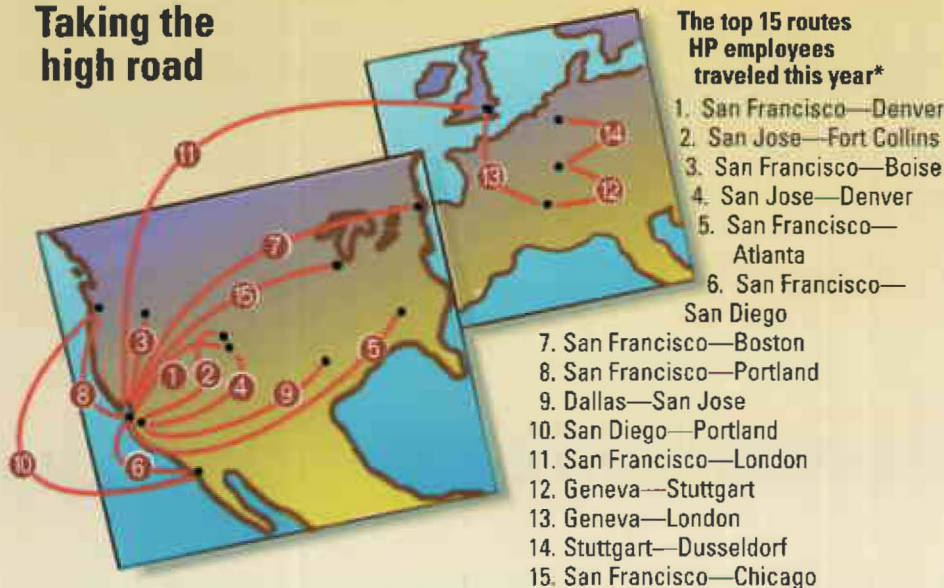 Taking the
high road
The top 15 routes
HP employees
traveled this year*
1. San Francisco—Denver
2. San Jose—Fort Collins
3. San Francisco—Boise
4. San Jose—Denver
5. San Francisco—
Atlanta
6. San Francisco—
San Diego
7. San Francisco—Boston
8. San Francisco—Portland
9. Dallas—San Jose
10. San Diego—Portland
11. San Francisco—London
12. Geneva—Stuttgart
13. Geneva—London
14. Stuttgart—Dusseldorf
15. San Francisco—Chicago
11
14
13
12
7
15
3
1
2
4
9
5
8
10
6